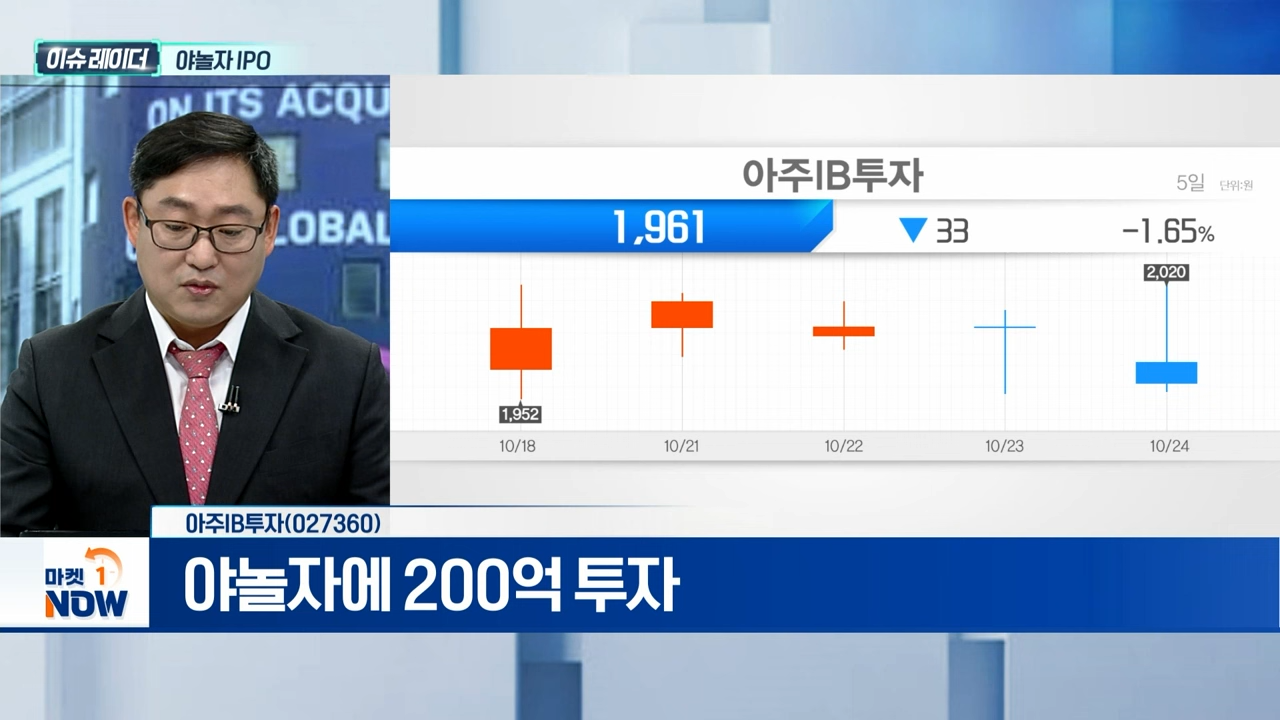 이슈레이더 야놀자 IPO
ON ITS ACQU
LOBAL
아주IB투자
5일 단위:원
1,961 ▼ 33 -1.65%
2,020
1,952
10/18 10/21 10/22 10/23 10/24
아주IB투자(027360)
마켓 1
NOW
야놀자에 200억 투자